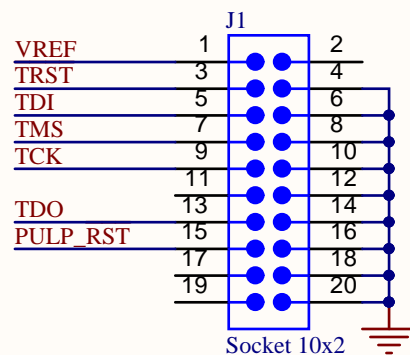 J1
VREF 1 2
TRST 3 4
TDI 5 6
TMS 7 8
TCK 9 10
11 12
TDO 13 14
PULP_RST 15 16
17 18
19 20
Socket 10x2